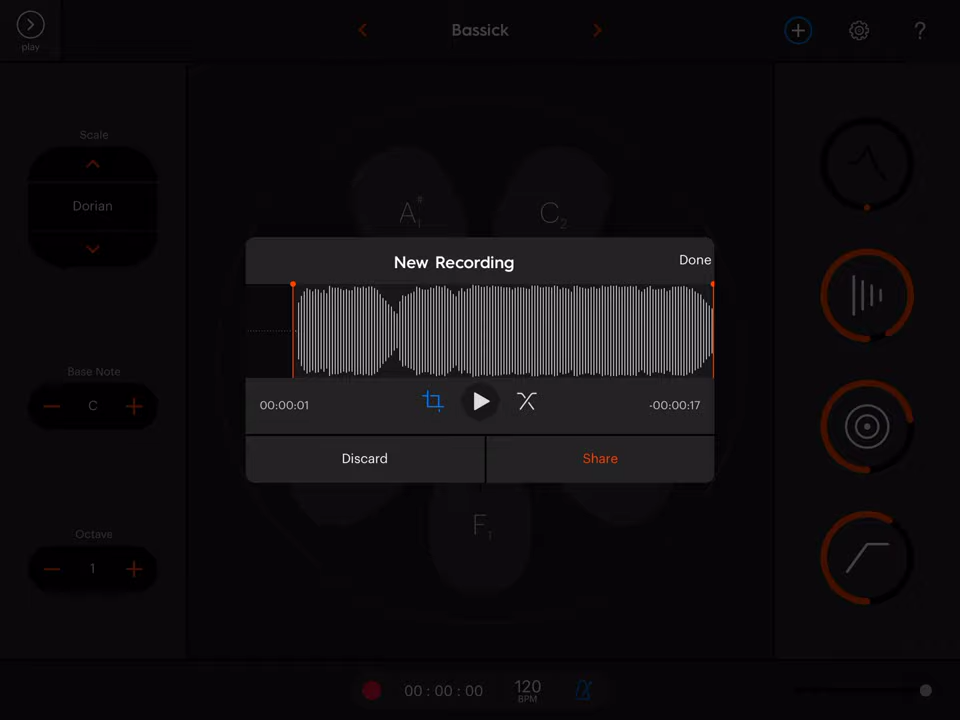 play
Bassick
?
Scale
Dorian
A₁
C₂
New Recording
Done
00:00:01
-00:00:17
Discard
Share
Base Note
C
F₁
Octave
1
00 : 00 : 00
120
BPM